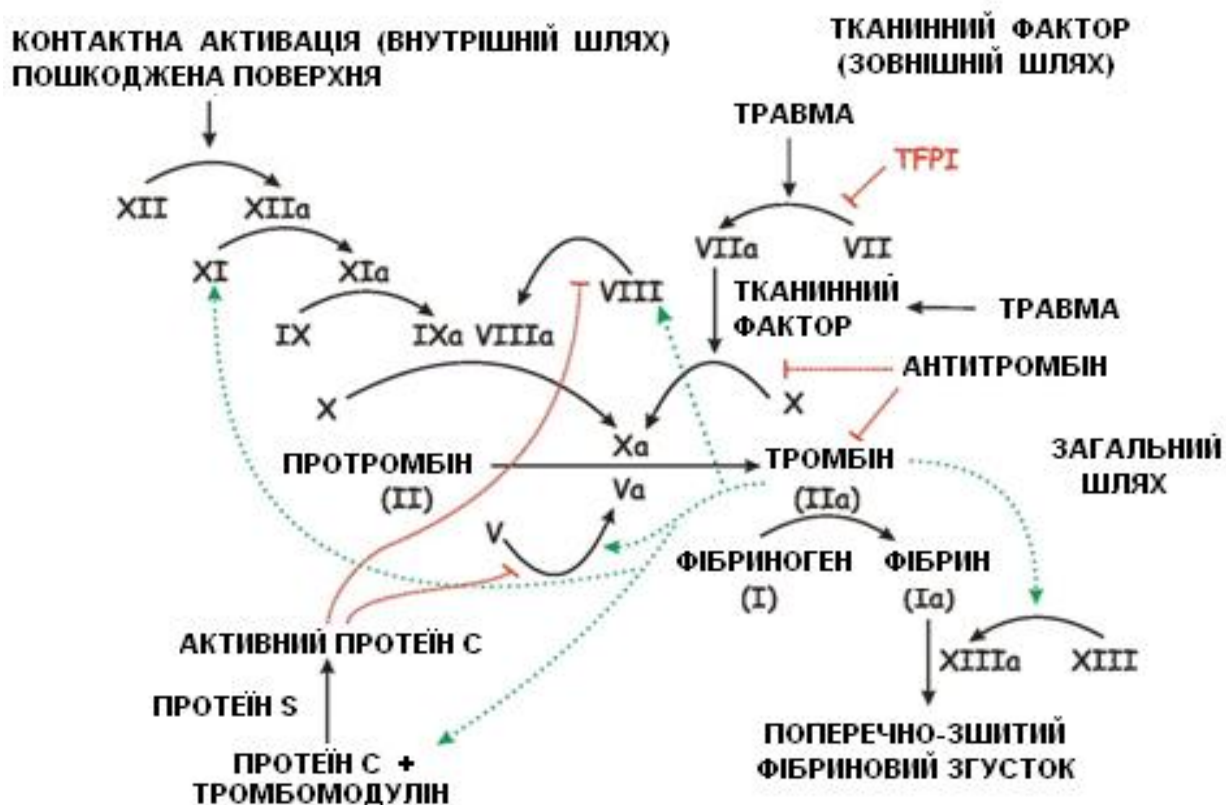 КОНТАКТНА АКТИВАЦІЯ (ВНУТРІШНІЙ ШЛЯХ)
ПОШКОДЖЕНА ПОВЕРХНЯ
ТКАНИННИЙ ФАКТОР
(ЗОВНІШНІЙ ШЛЯХ)
ТРАВМА
TFPI
XII
XIIa
VIIa
VII
XI
XIa
VIII
ТКАНИННИЙ
ФАКТОР
ТРАВМА
IX
IXa
VIIIa
АНТИТРОМБІН
X
X
Xa
ПРОТРОМБІН
(II)
ТРОМБІН
(IIa)
ЗАГАЛЬНИЙ
ШЛЯХ
Va
V
ФІБРИНОГЕН
(I)
ФІБРИН
(Ia)
АКТИВНИЙ ПРОТЕЇН С
XIIIa
XIII
ПРОТЕЇН S
ПРОТЕЇН С +
ТРОМБОМОДУЛІН
ПОПЕРЕЧНО-ЗШИТИЙ
ФІБРИНОВИЙ ЗГУСТОК